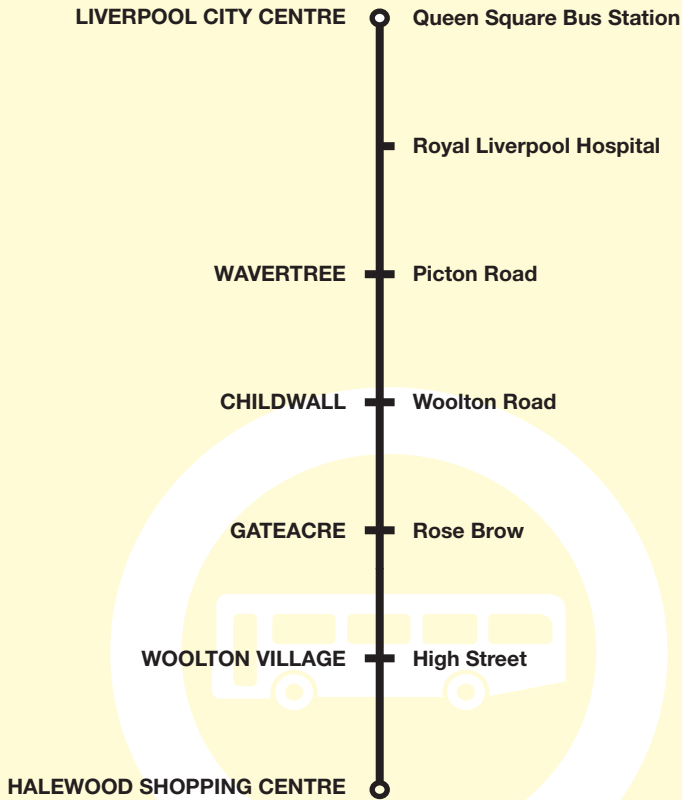 LIVERPOOL CITY CENTRE Queen Square Bus Station
Royal Liverpool Hospital
WAVERTREE Picton Road
CHILDWALL Woolton Road
GATEACRE Rose Brow
WOOLTON VILLAGE High Street
HALEWOOD SHOPPING CENTRE